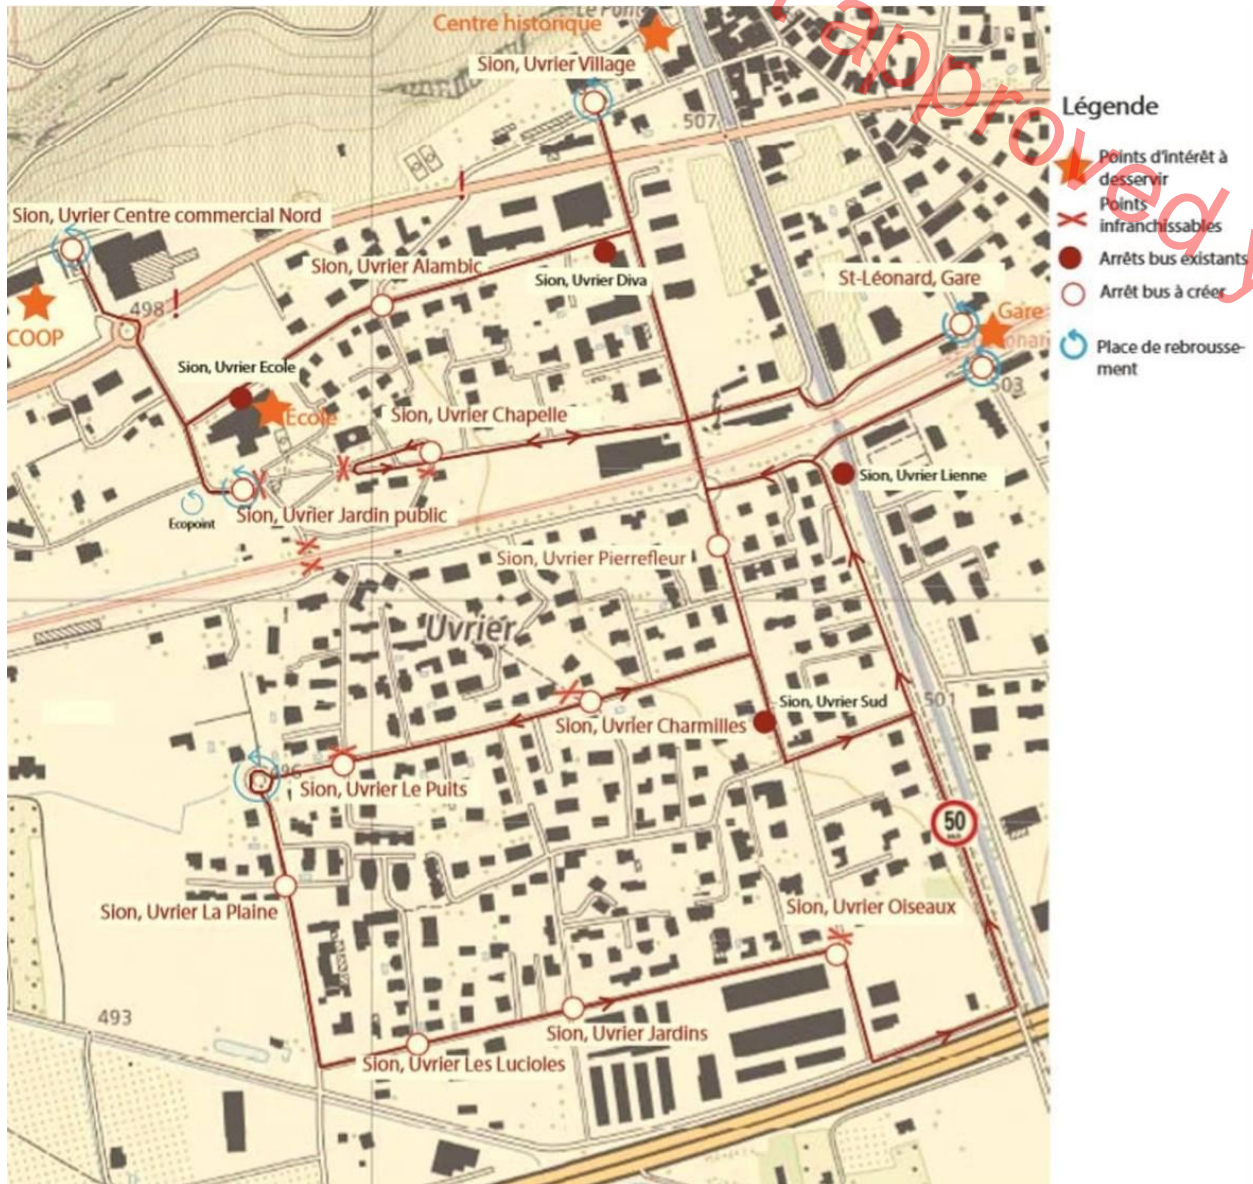 Centre historique
Sion, Uvrier Village
507
Sion, Uvrier Centre commercial Nord
!
Sion, Uvrier Alambic
Sion, Uvrier Diva
St-Léonard, Gare
Gare
498
!
COOP
Sion, Uvrier Ecole
École
Sion, Uvrier Chapelle
503
Sion, Uvrier Lienne
Ecopoint
Sion, Uvrier Jardin public
Sion, Uvrier Pierrefleur
Uvrier
Sion, Uvrier Sud
501
Sion, Uvrier Charmilles
496
Sion, Uvrier Le Puits
50
Sion, Uvrier La Plaine
Sion, Uvrier Oiseaux
493
Sion, Uvrier Jardins
Sion, Uvrier Les Lucioles
Légende
Points d'intérêt à
desservir
Points
infranchissables
Arrêts bus existants
Arrêt bus à créer
Place de rebrousse-
ment
approved